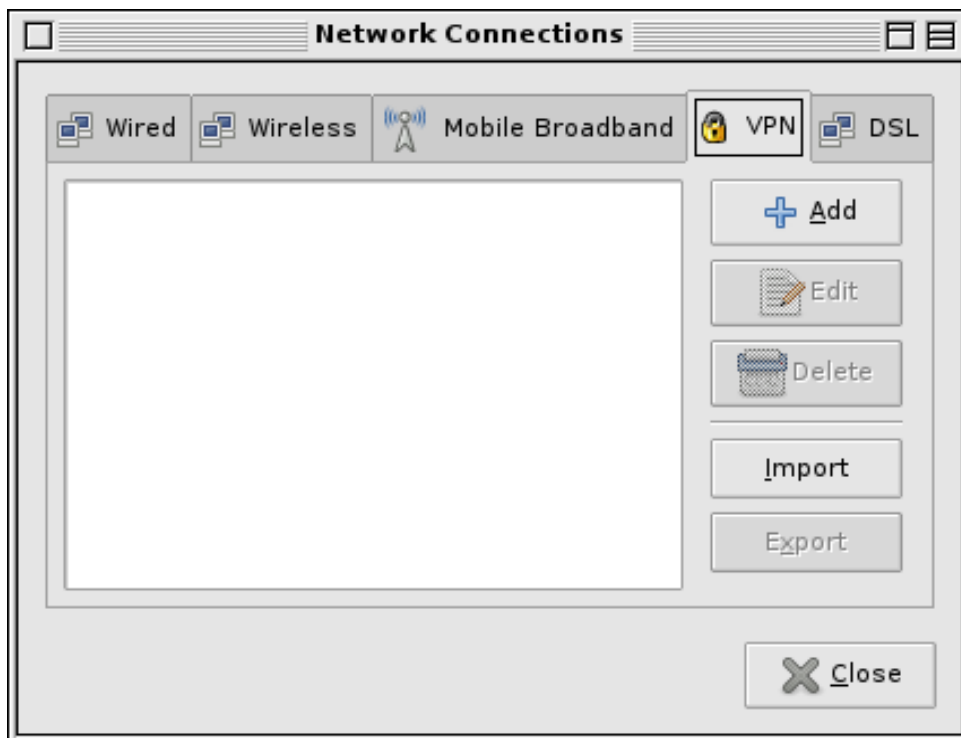 Network Connections
Wired Wireless Mobile Broadband VPN DSL
Add
Edit
Delete
Import
Export
Close